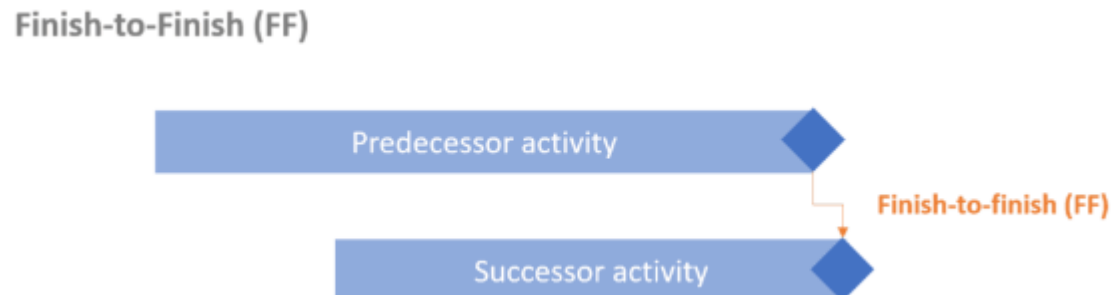 Finish-to-Finish (FF)
Predecessor activity
Finish-to-finish (FF)
Successor activity